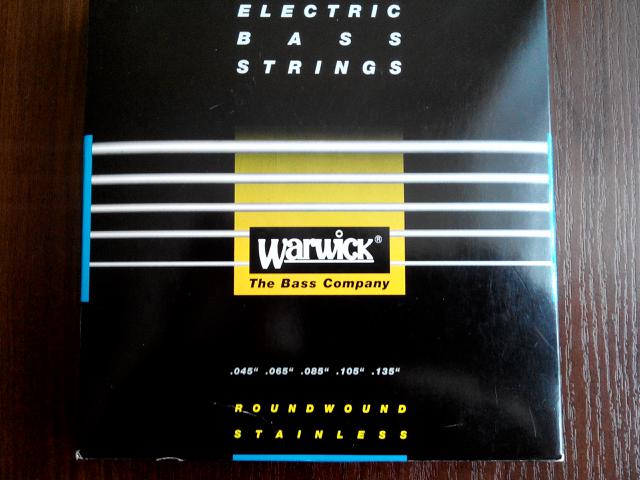 ELECTRIC
BASS
STRINGS
Warwick®
The Bass Company
.045“ .065“ .085“ .105“ .135“
ROUNDWOUND
STAINLESS